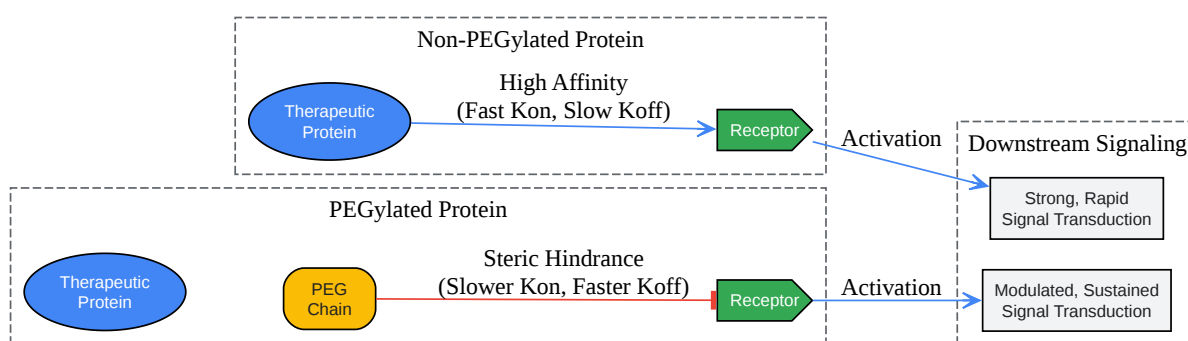 Non-PEGylated Protein
High Affinity
(Fast Kon, Slow Koff)
Therapeutic
Protein
Receptor
Activation
Downstream Signaling
Strong, Rapid
Signal Transduction
PEGylated Protein
Steric Hindrance
(Slower Kon, Faster Koff)
Therapeutic
Protein
PEG
Chain
Receptor
Activation
Modulated, Sustained
Signal Transduction